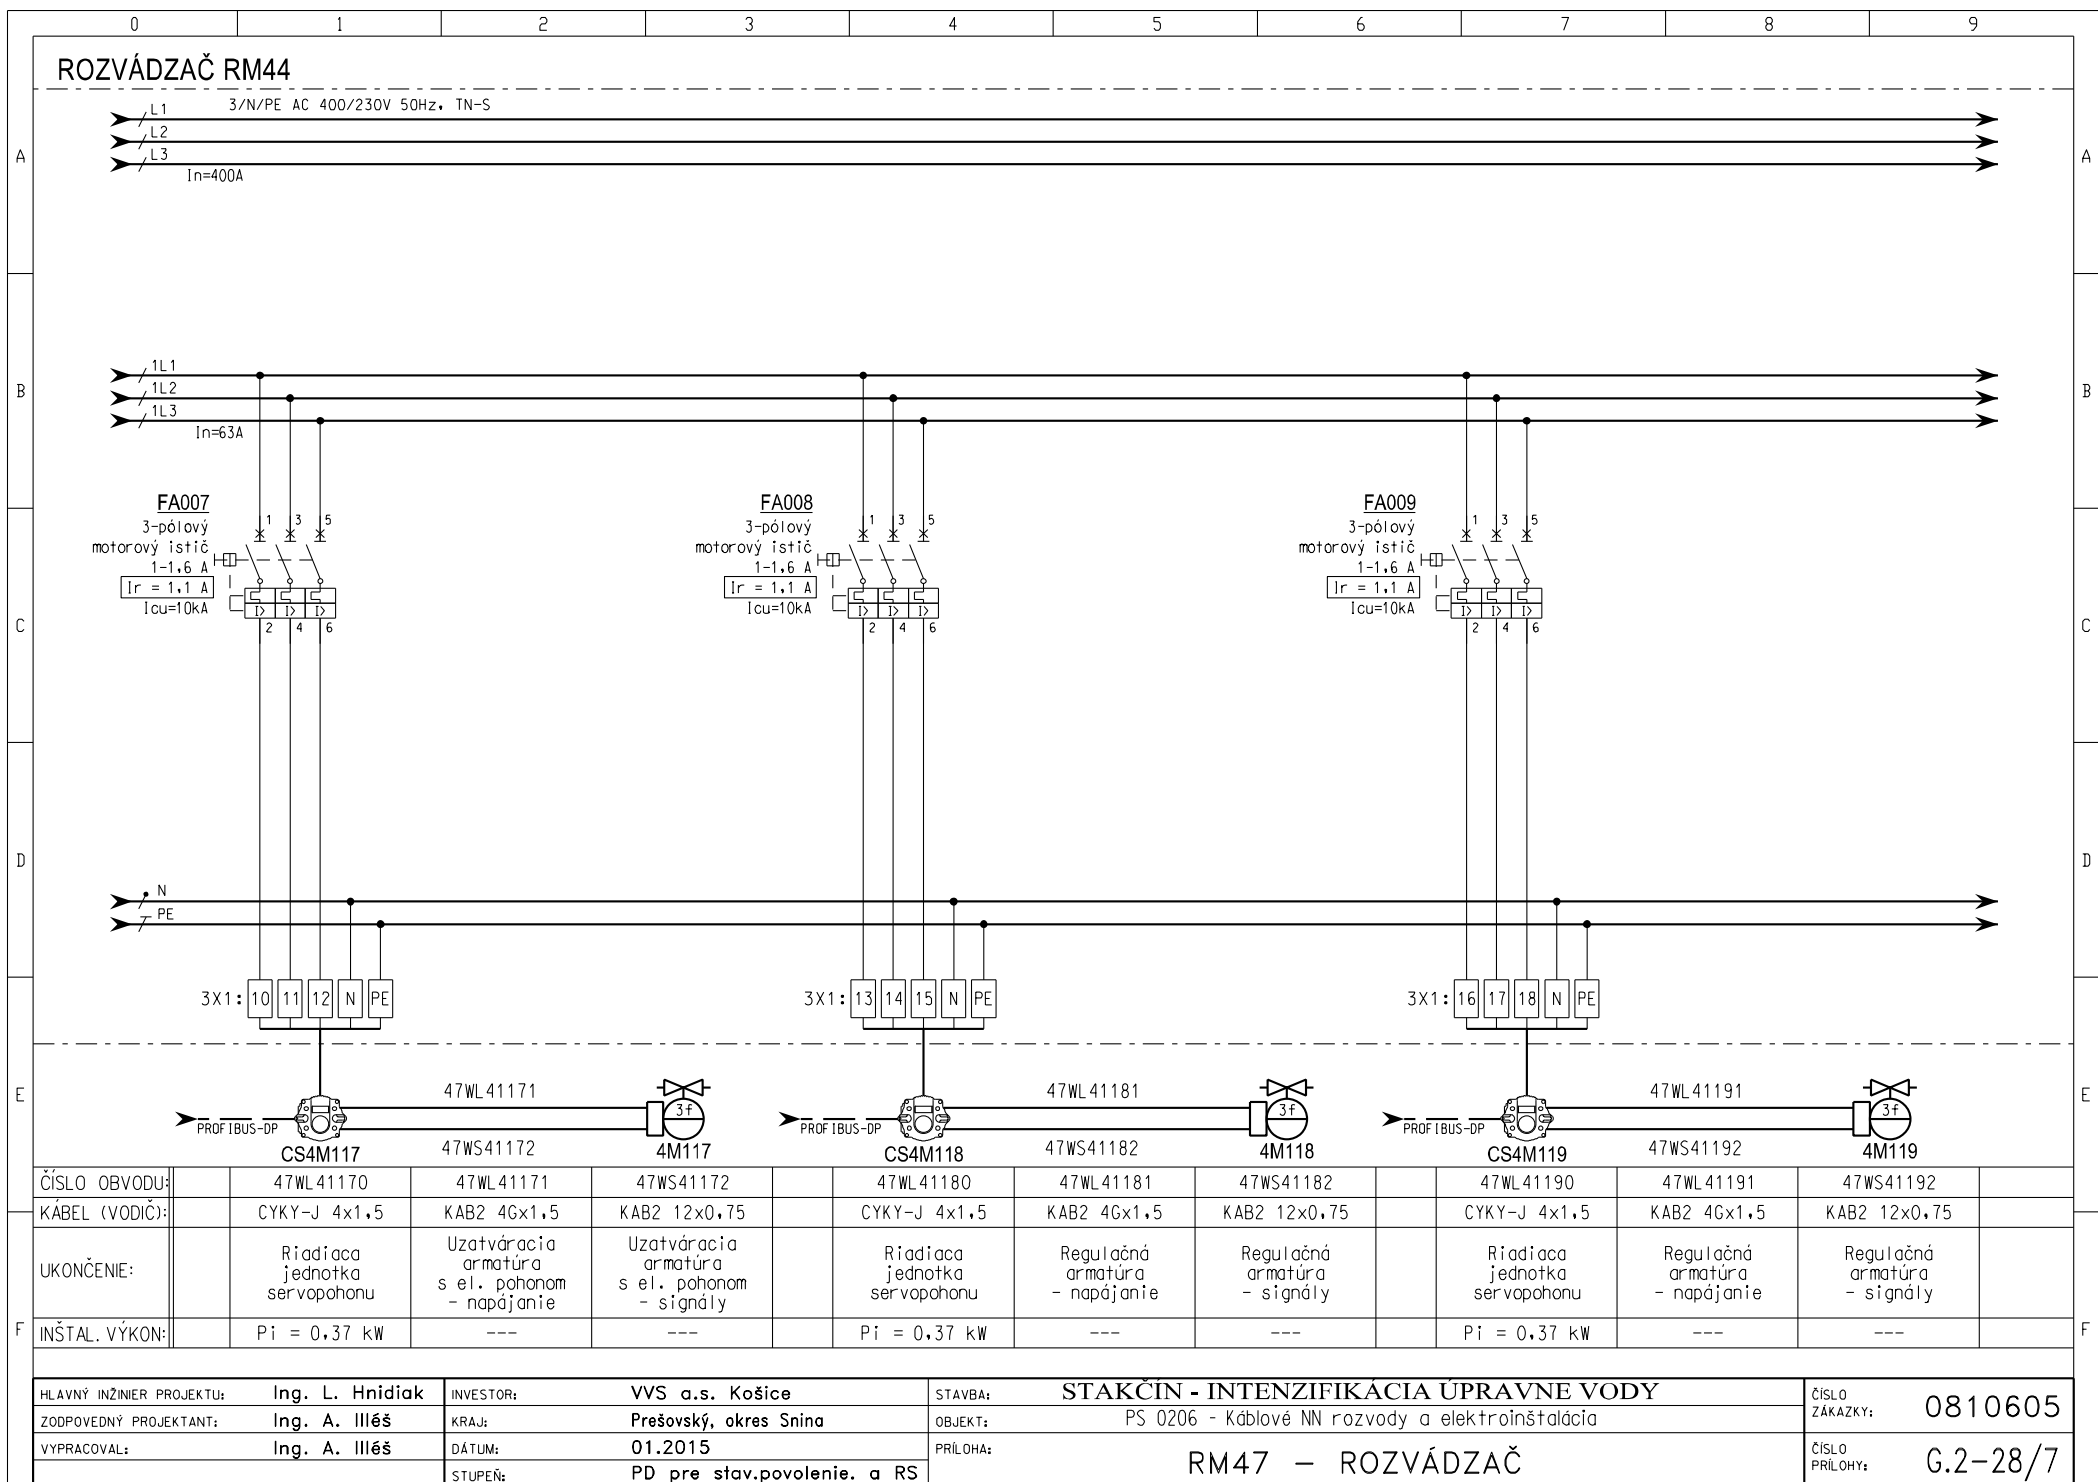 0 1 2 3 4 5 6 7 8 9
ROZVÁDZAČ RM44
L1 3/N/PE AC 400/230V 50Hz, TN-S
L2
L3
A A
In=400A
1L1
1L2
B B
1L3
In=63A
FA007 FA008 FA009
3-pólový 1 3 5 3-pólový 1 3 5 3-pólový 1 3 5
motorový istič motorový istič motorový istič
1-1,6 A 1-1,6 A 1-1,6 A
Ir = 1,1 A Ir = 1,1 A Ir = 1,1 A
Icu=10kA I> I> I> Icu=10kA I> I> I> Icu=10kA I> I> I>
C 2 4 6 2 4 6 2 4 6 C
D D
N
PE
3X1: 10 11 12 N PE 3X1: 13 14 15 N PE 3X1: 16 17 18 N PE
E 47WL41171 47WL41181 47WL41191 E
3f 3f 3f
PROFIBUS-DP PROFIBUS-DP PROFIBUS-DP
CS4M117 47WS41172 4M117 CS4M118 47WS41182 4M118 CS4M119 47WS41192 4M119
ČÍSLO OBVODU: 47WL41170 47WL41171 47WS41172 47WL41180 47WL41181 47WS41182 47WL41190 47WL41191 47WS41192
KÁBEL (VODIČ): CYKY-J 4x1,5 KAB2 4Gx1,5 KAB2 12x0,75 CYKY-J 4x1,5 KAB2 4Gx1,5 KAB2 12x0,75 CYKY-J 4x1,5 KAB2 4Gx1,5 KAB2 12x0,75
UKONČENIE:
Riadiaca
jednotka
servopohonu
Uzatváracia
armatúra
s el. pohonom
- napájanie
Uzatváracia
armatúra
s el. pohonom
- signály
Riadiaca
jednotka
servopohonu
Regulačná
armatúra
- napájanie
Regulačná
armatúra
- signály
Riadiaca
jednotka
servopohonu
Regulačná
armatúra
- napájanie
Regulačná
armatúra
- signály
F INŠTAL. VÝKON: Pi = 0,37 kW --- --- Pi = 0,37 kW --- --- Pi = 0,37 kW --- --- F
HLAVNÝ INŽINIER PROJEKTU: Ing. L. Hnidiak
ZODPOVEDNÝ PROJEKTANT: Ing. A. Illéš
VYPRACOVAL: Ing. A. Illéš
INVESTOR: VVS a.s. Košice
KRAJ: Prešovský, okres Snina
DÁTUM: 01.2015
STUPEŇ: PD pre stav.povolenie. a RS
STAVBA: STAKČÍN - INTENZIFIKÁCIA ÚPRAVNE VODY
OBJEKT: PS 0206 - Káblové NN rozvody a elektroinštalácia
PRÍLOHA: RM47 – ROZVÁDZAČ
ČÍSLO
ZÁKAZKY: 0810605
ČÍSLO
PRÍLOHY: G.2-28/7